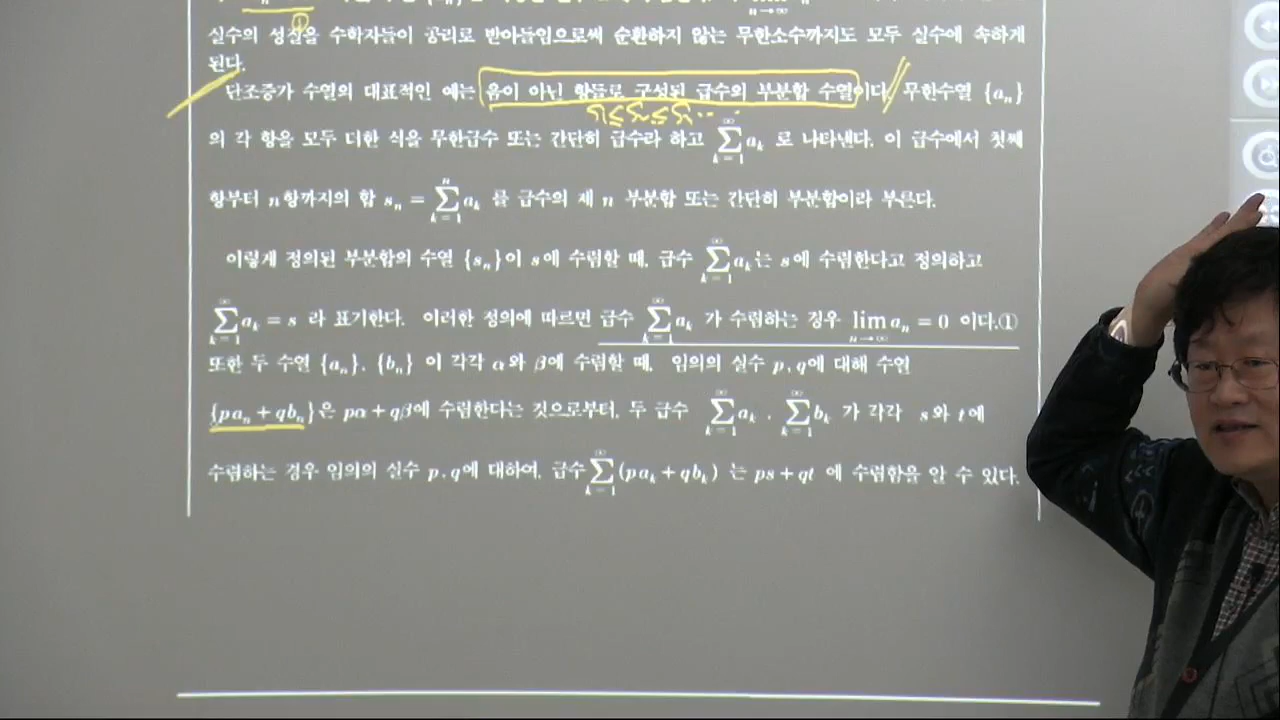 ①
실수의 성질을 수학자들이 공리로 받아들임으로써 순환하지 않는 무한소수까지도 모두 실수에 속하게
된다.
단조증가 수열의 대표적인 예는 음이 아닌 항들로 구성된 급수의 부분합 수열이다. 무한수열 {aₙ}
의 각 항을 모두 더한 식을 무한급수 또는 간단히 급수라 하고 ∑_{k=1}^{∞} aₖ 로 나타낸다. 이 급수에서 첫째
항부터 n항까지의 합 sₙ = ∑_{k=1}^{n} aₖ 를 급수의 제 n 부분합 또는 간단히 부분합이라 부른다.
이렇게 정의된 부분합의 수열 {sₙ}이 s에 수렴할 때, 급수 ∑_{k=1}^{∞} aₖ는 s에 수렴한다고 정의하고
∑_{k=1}^{∞} aₖ = s 라 표기한다. 이러한 정의에 따르면 급수 ∑_{k=1}^{∞} aₖ 가 수렴하는 경우 lim_{n→∞} aₙ = 0 이다.①
또한 두 수열 {aₙ}, {bₙ} 이 각각 α와 β에 수렴할 때, 임의의 실수 p, q에 대해 수열
{paₙ + qbₙ}은 pα + qβ에 수렴한다는 것으로부터, 두 급수 ∑_{k=1}^{∞} aₖ , ∑_{k=1}^{∞} bₖ 가 각각 s와 t에
수렴하는 경우 임의의 실수 p, q에 대하여, 급수 ∑_{k=1}^{∞} (paₖ + qbₖ) 는 ps + qt 에 수렴함을 알 수 있다.